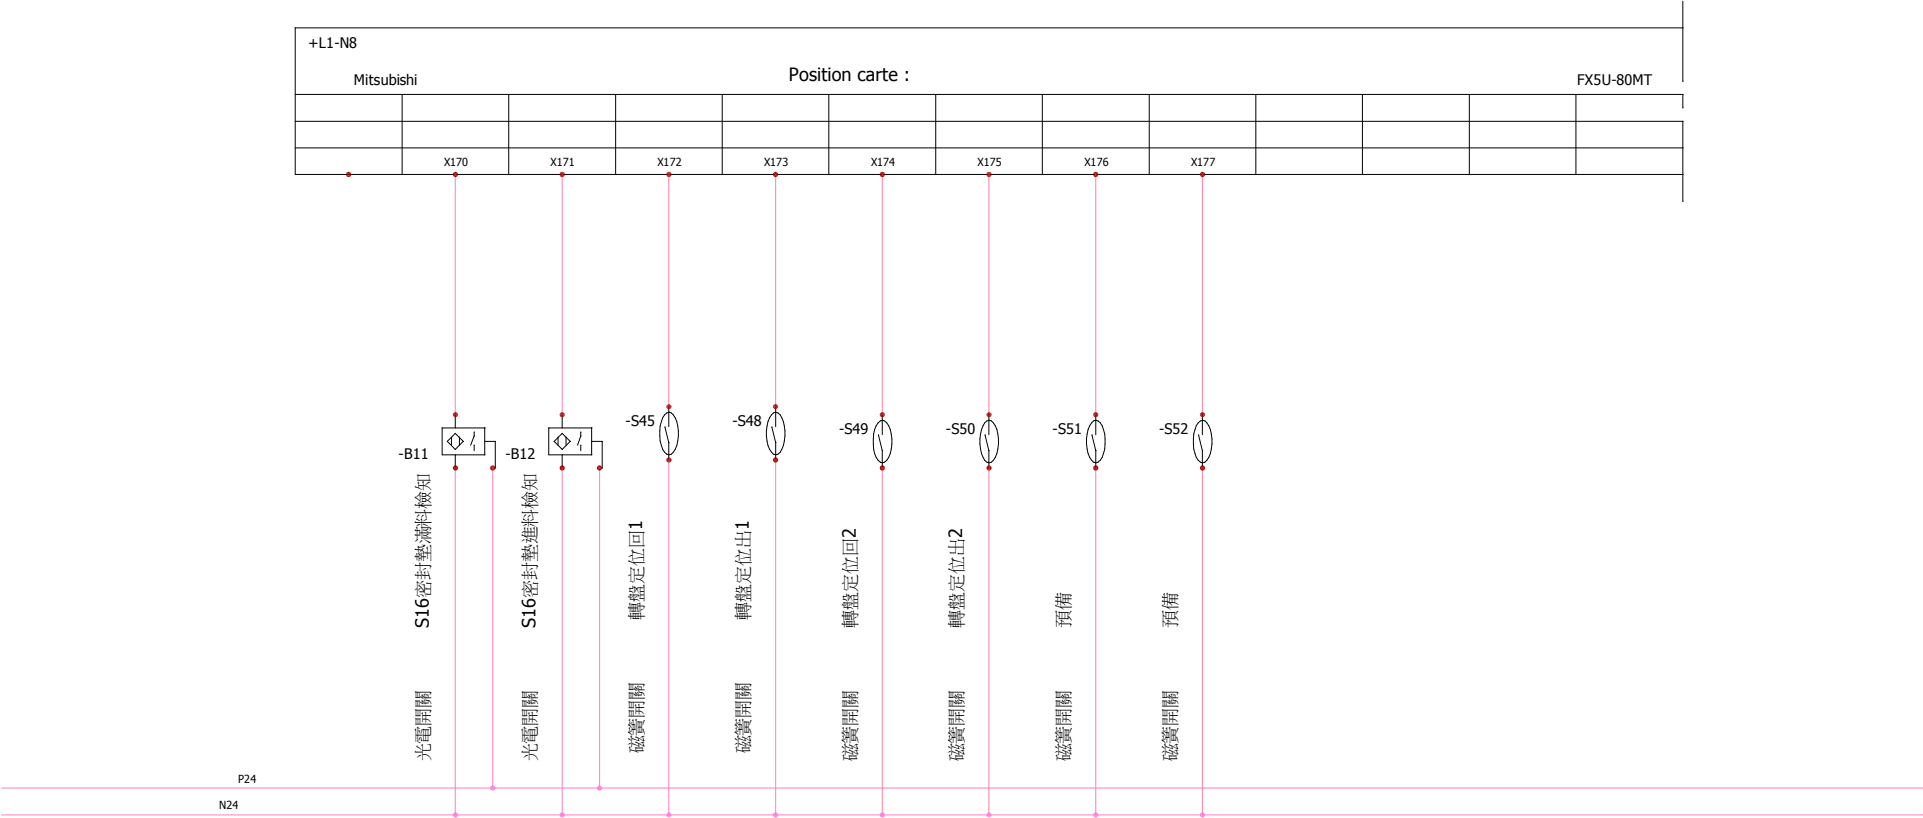 +L1-N8
Mitsubishi
Position carte :
FX5U-80MT
X170
X171
X172
X173
X174
X175
X176
X177
-B11
-B12
-S45
-S48
-S49
-S50
-S51
-S52
S16密封墊滿料檢知
S16密封墊進料檢知
轉盤定位回1
轉盤定位出1
轉盤定位回2
轉盤定位出2
預備
預備
光電開關
光電開關
磁簧開關
磁簧開關
磁簧開關
磁簧開關
磁簧開關
磁簧開關
P24
N24